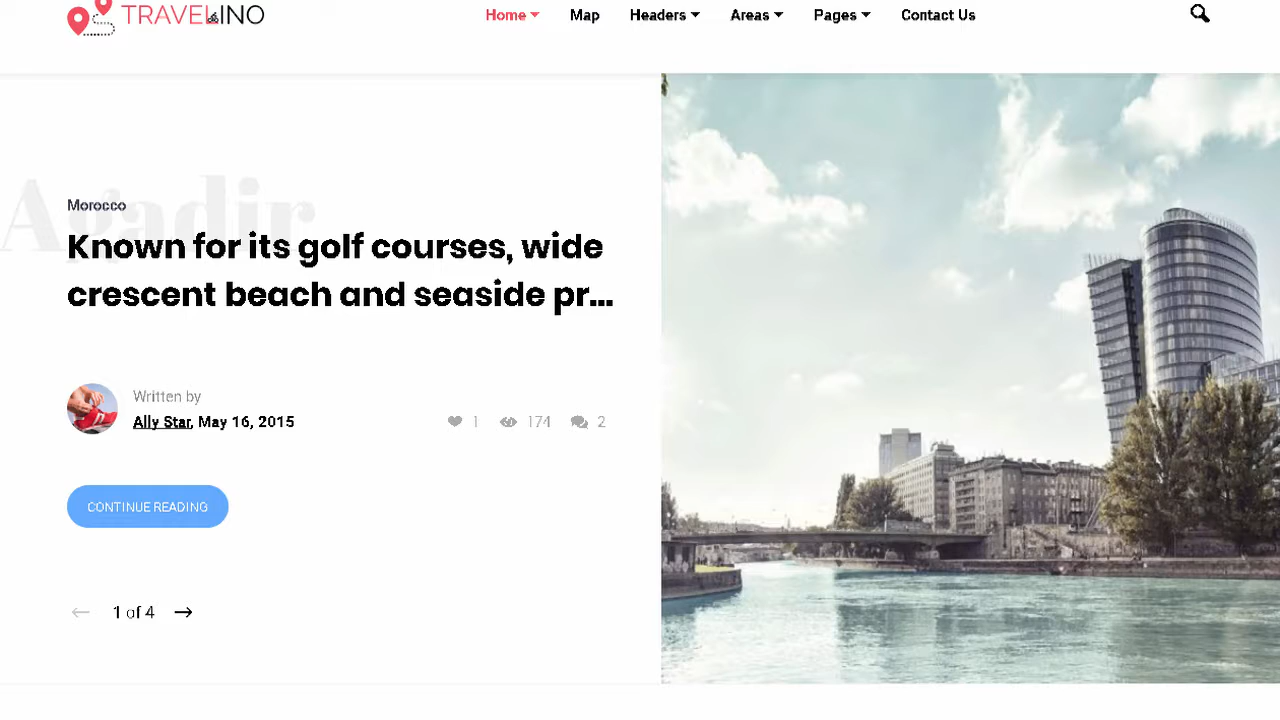 TRAVELINO
Home Map Headers Areas Pages Contact Us
Agadir
Morocco
Known for its golf courses, wide
crescent beach and seaside pr...
Written by
Ally Star, May 16, 2015
1 174 2
CONTINUE READING
1 of 4